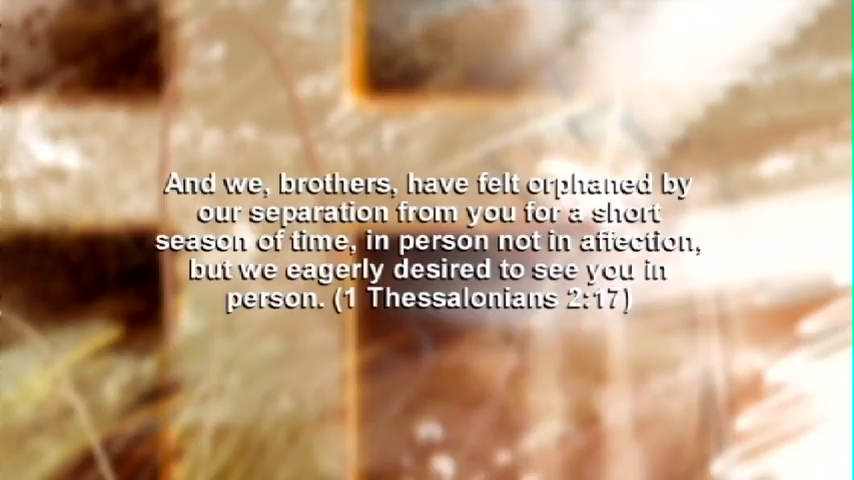 And we, brothers, have felt orphaned by
our separation from you for a short
season of time, in person not in affection,
but we eagerly desired to see you in
person. (1 Thessalonians 2:17)